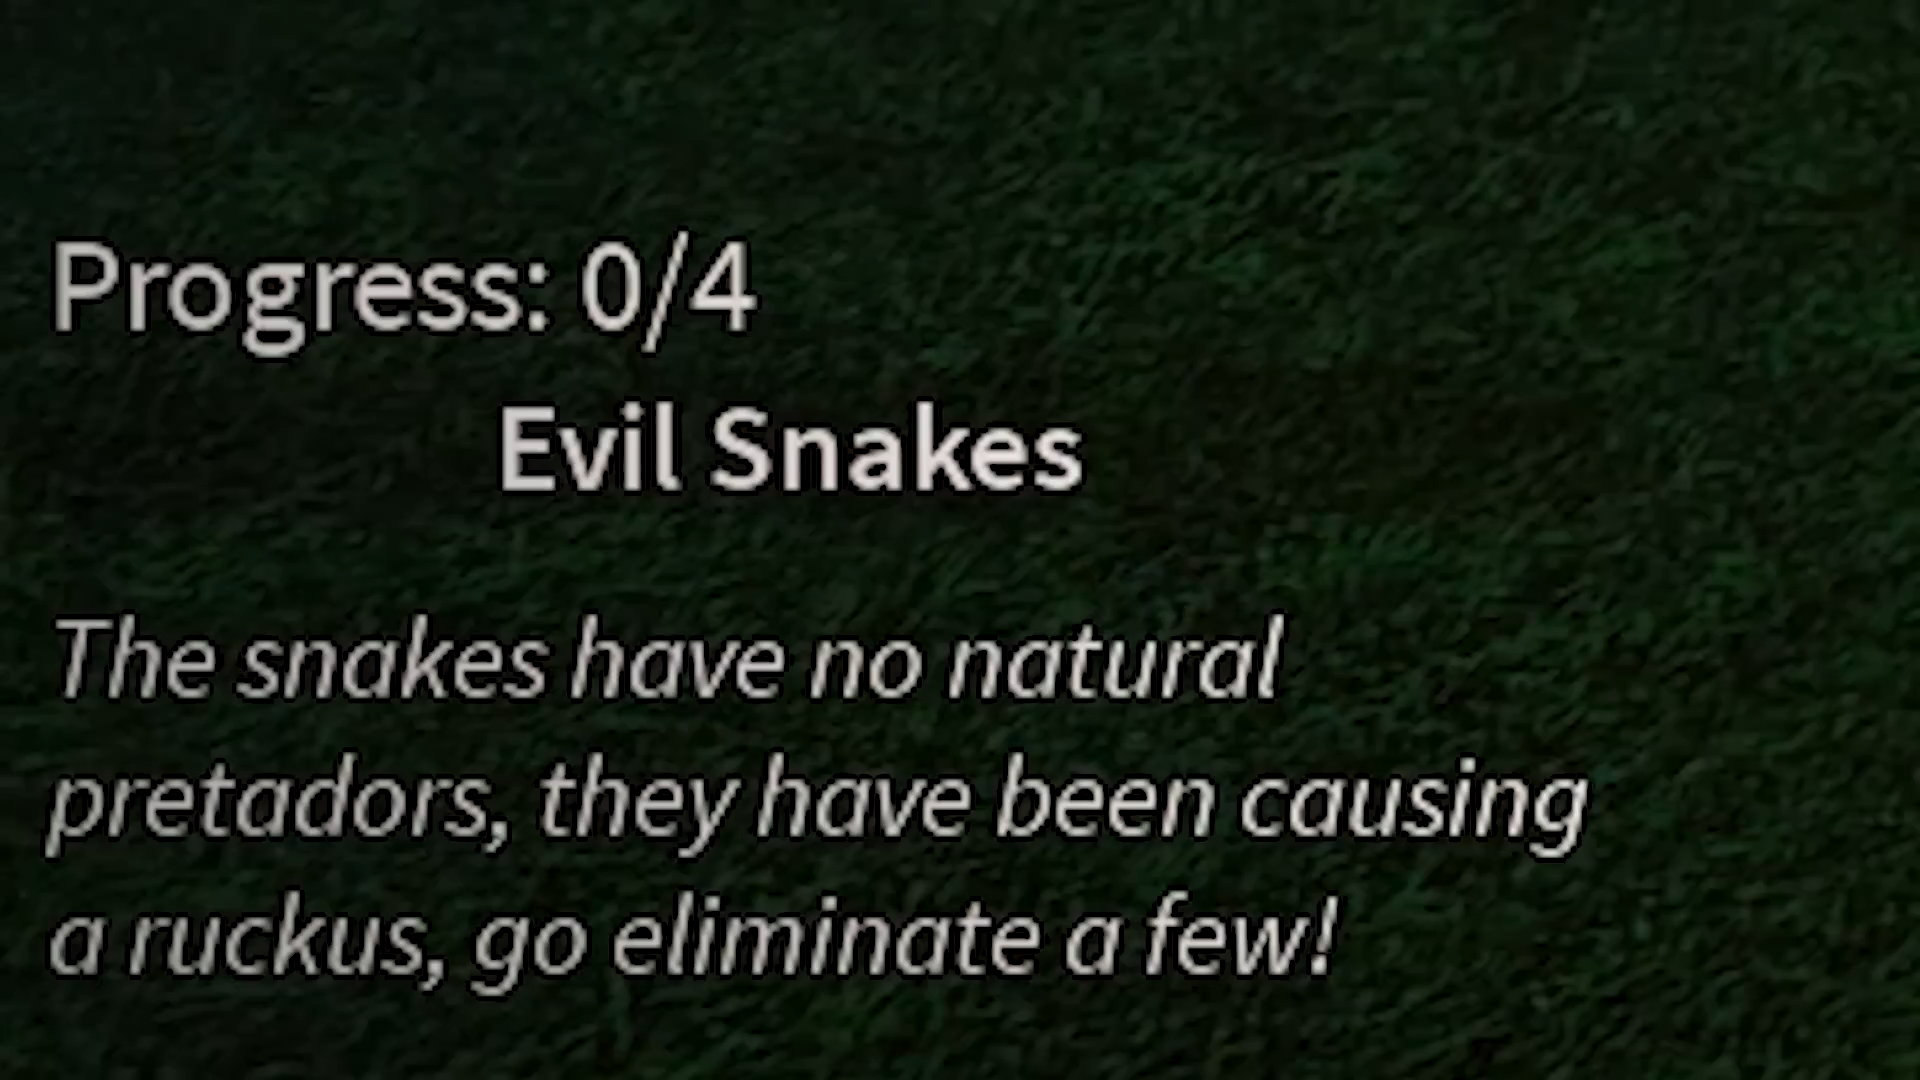 Progress: 0/4
Evil Snakes
The snakes have no natural
pretadors, they have been causing
a ruckus, go eliminate a few!